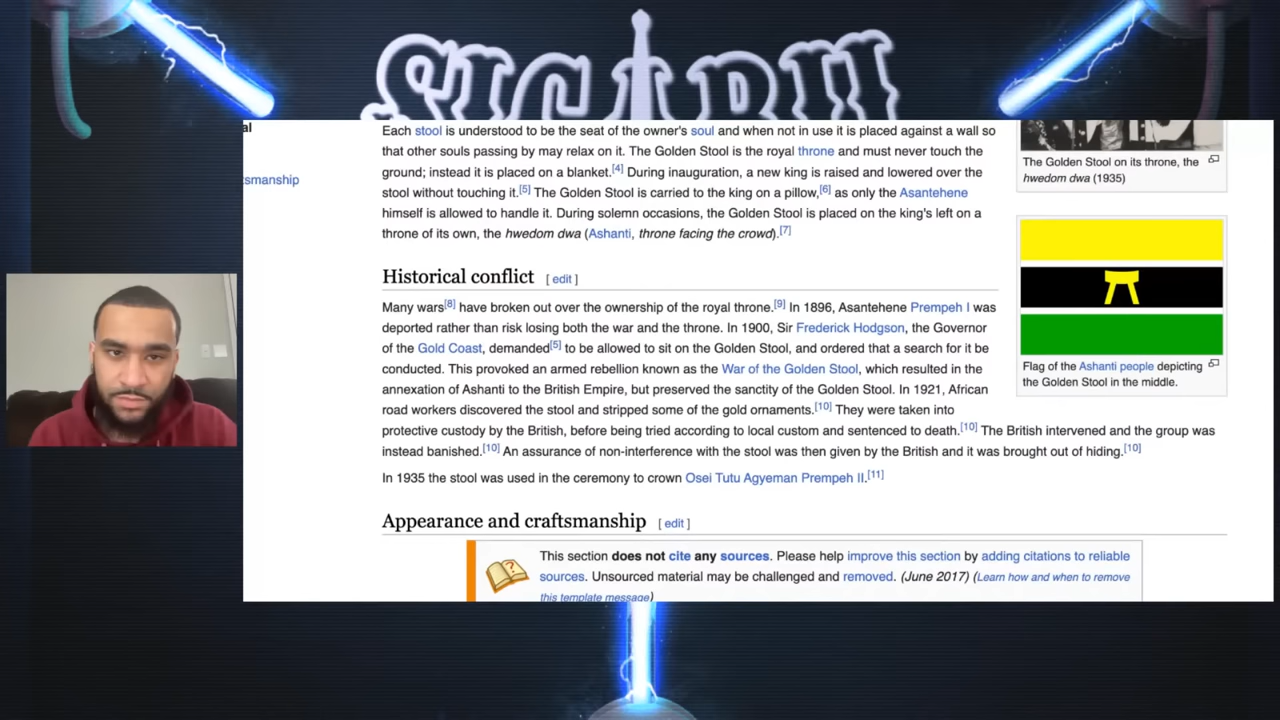 SICARII
al
Each stool is understood to be the seat of the owner's soul and when not in use it is placed against a wall so
that other souls passing by may relax on it. The Golden Stool is the royal throne and must never touch the
ground; instead it is placed on a blanket.[4] During inauguration, a new king is raised and lowered over the
smanship
stool without touching it.[5] The Golden Stool is carried to the king on a pillow,[6] as only the Asantehene
himself is allowed to handle it. During solemn occasions, the Golden Stool is placed on the king's left on a
throne of its own, the hwedom dwa (Ashanti, throne facing the crowd).[7]
The Golden Stool on its throne, the
hwedom dwa (1935)
Historical conflict [ edit ]
Many wars[8] have broken out over the ownership of the royal throne.[9] In 1896, Asantehene Prempeh I was
deported rather than risk losing both the war and the throne. In 1900, Sir Frederick Hodgson, the Governor
of the Gold Coast, demanded[5] to be allowed to sit on the Golden Stool, and ordered that a search for it be
conducted. This provoked an armed rebellion known as the War of the Golden Stool, which resulted in the
annexation of Ashanti to the British Empire, but preserved the sanctity of the Golden Stool. In 1921, African
road workers discovered the stool and stripped some of the gold ornaments.[10] They were taken into
protective custody by the British, before being tried according to local custom and sentenced to death.[10] The British intervened and the group was
instead banished.[10] An assurance of non-interference with the stool was then given by the British and it was brought out of hiding.[10]
In 1935 the stool was used in the ceremony to crown Osei Tutu Agyeman Prempeh II.[11]
Flag of the Ashanti people depicting
the Golden Stool in the middle.
Appearance and craftsmanship [ edit ]
This section does not cite any sources. Please help improve this section by adding citations to reliable
sources. Unsourced material may be challenged and removed. (June 2017) (Learn how and when to remove
this template message)